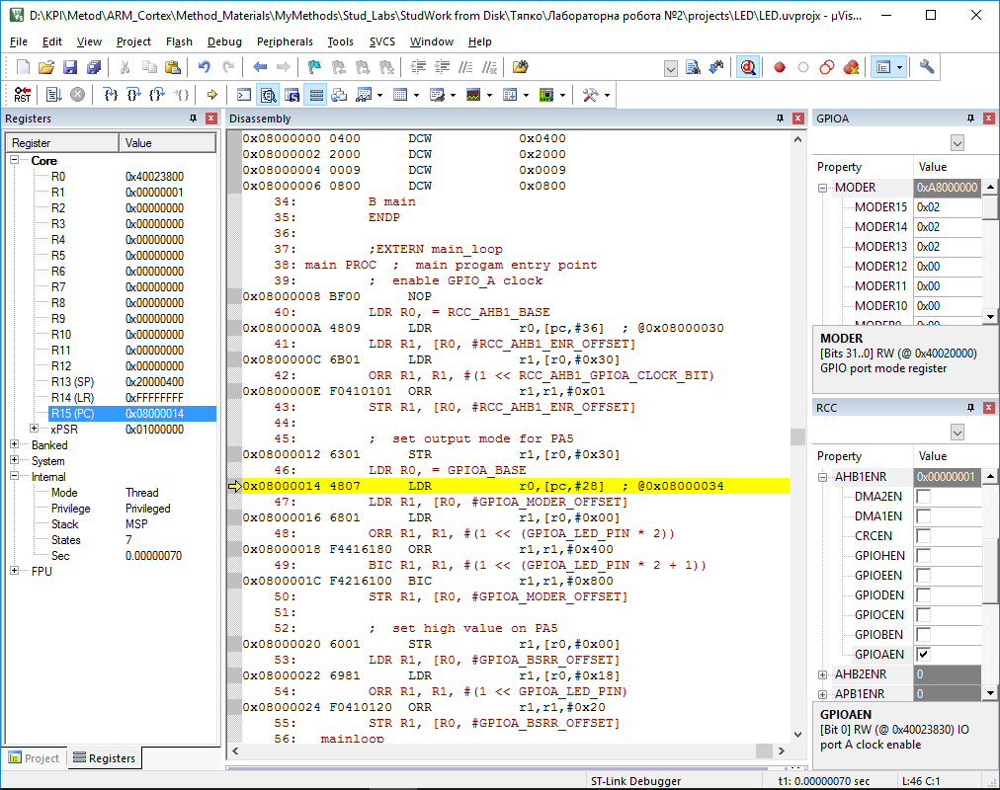 D:\KPI\Metod\ARM_Cortex\Method_Materials\MyMethods\Stud_Labs\StudWork from Disk\Тяпко\Лабораторна робота №2\projects\LED\LED.uvprojx - µVis...
File Edit View Project Flash Debug Peripherals Tools SVCS Window Help
RST
Registers
Register Value
Core
R0 0x40023800
R1 0x00000001
R2 0x00000000
R3 0x00000000
R4 0x00000000
R5 0x00000000
R6 0x00000000
R7 0x00000000
R8 0x00000000
R9 0x00000000
R10 0x00000000
R11 0x00000000
R12 0x00000000
R13 (SP) 0x20000400
R14 (LR) 0xFFFFFFFF
R15 (PC) 0x08000014
xPSR 0x01000000
Banked
System
Internal
Mode Thread
Privilege Privileged
Stack MSP
States 7
Sec 0.00000070
FPU
Project Registers
Disassembly
0x08000000 0400 DCW 0x0400
0x08000002 2000 DCW 0x2000
0x08000004 0009 DCW 0x0009
0x08000006 0800 DCW 0x0800
34: B main
35: ENDP
36:
37: ;EXTERN main_loop
38: main PROC ; main progam entry point
39: ; enable GPIO_A clock
0x08000008 BF00 NOP
40: LDR R0, = RCC_AHB1_BASE
0x0800000A 4809 LDR r0,[pc,#36] ; @0x08000030
41: LDR R1, [R0, #RCC_AHB1_ENR_OFFSET]
0x0800000C 6B01 LDR r1,[r0,#0x30]
42: ORR R1, R1, #(1 << RCC_AHB1_GPIOA_CLOCK_BIT)
0x0800000E F0410101 ORR r1,r1,#0x01
43: STR R1, [R0, #RCC_AHB1_ENR_OFFSET]
44:
45: ; set output mode for PA5
0x08000012 6301 STR r1,[r0,#0x30]
46: LDR R0, = GPIOA_BASE
0x08000014 4807 LDR r0,[pc,#28] ; @0x08000034
47: LDR R1, [R0, #GPIOA_MODER_OFFSET]
0x08000016 6801 LDR r1,[r0,#0x00]
48: ORR R1, R1, #(1 << (GPIOA_LED_PIN * 2))
0x08000018 F4416180 ORR r1,r1,#0x400
49: BIC R1, R1, #(1 << (GPIOA_LED_PIN * 2 + 1))
0x0800001C F4216100 BIC r1,r1,#0x800
50: STR R1, [R0, #GPIOA_MODER_OFFSET]
51:
52: ; set high value on PA5
0x08000020 6001 STR r1,[r0,#0x00]
53: LDR R1, [R0, #GPIOA_BSRR_OFFSET]
0x08000022 6981 LDR r1,[r0,#0x18]
54: ORR R1, R1, #(1 << GPIOA_LED_PIN)
0x08000024 F0410120 ORR r1,r1,#0x20
55: STR R1, [R0, #GPIOA_BSRR_OFFSET]
56: mainloop
GPIOA
Property Value
MODER 0xA8000000
MODER15 0x02
MODER14 0x02
MODER13 0x02
MODER12 0x00
MODER11 0x00
MODER10 0x00
MODER9 0x00
MODER
[Bits 31..0] RW (@ 0x40020000)
GPIO port mode register
RCC
Property Value
AHB1ENR 0x00000001
DMA2EN
DMA1EN
CRCEN
GPIOHEN
GPIOEEN
GPIODEN
GPIOCEN
GPIOBEN
GPIOAEN
AHB2ENR 0
APB1ENR 0
GPIOAEN
[Bit 0] RW (@ 0x40023830) IO
port A clock enable
ST-Link Debugger t1: 0.00000070 sec L:46 C:1